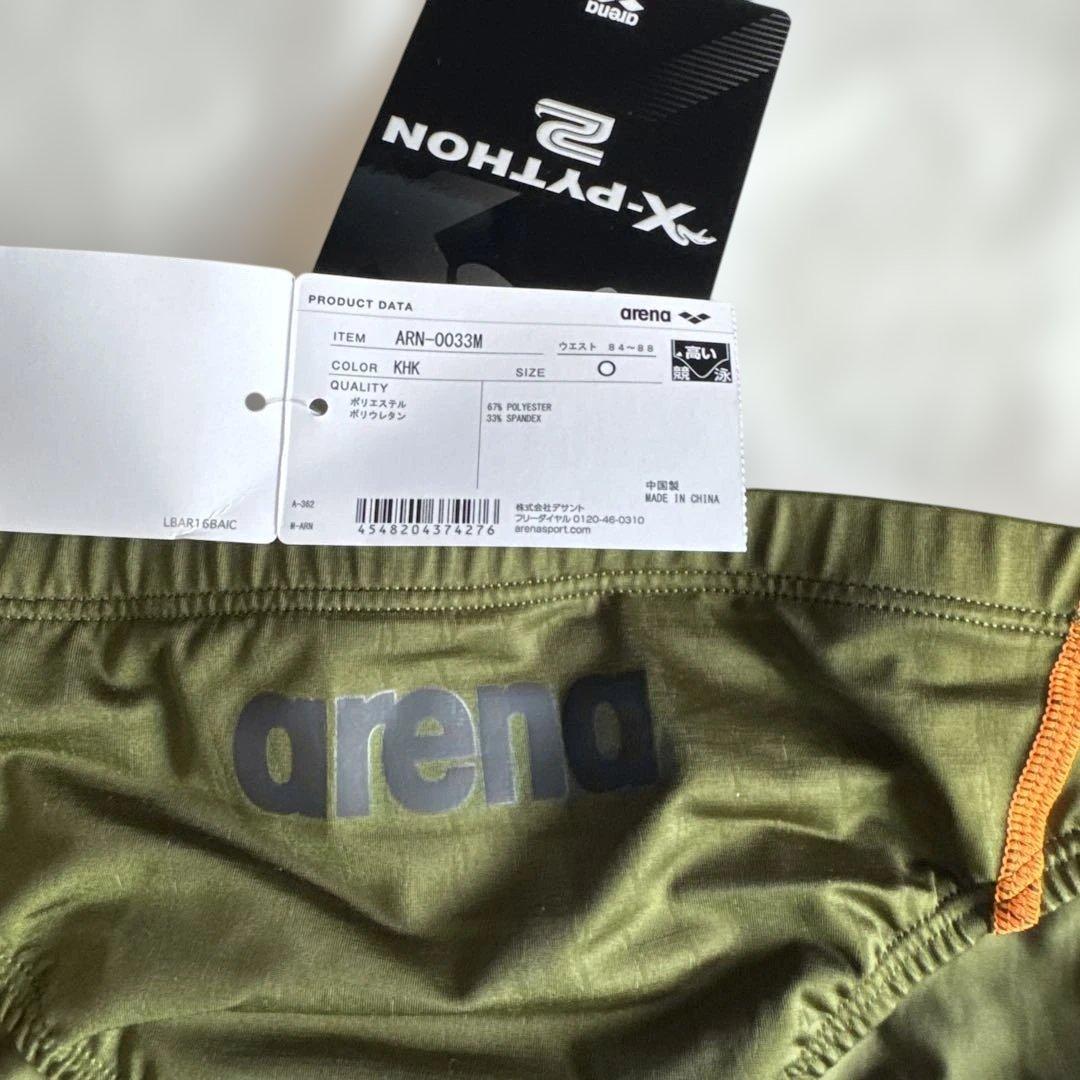 arena
X-PYTHON
2
PRODUCT DATA
arena
ITEM ARN-0033M
ウエスト 84～88
高い
競 泳
COLOR KHK
SIZE O
QUALITY
ポリエステル
ポリウレタン
67% POLYESTER
33% SPANDEX
中国製
MADE IN CHINA
A-362
M-ARN
4548204374276
株式会社デサント
フリーダイヤル 0120-46-0310
arenasport.com
LBAR16BAIC
arena